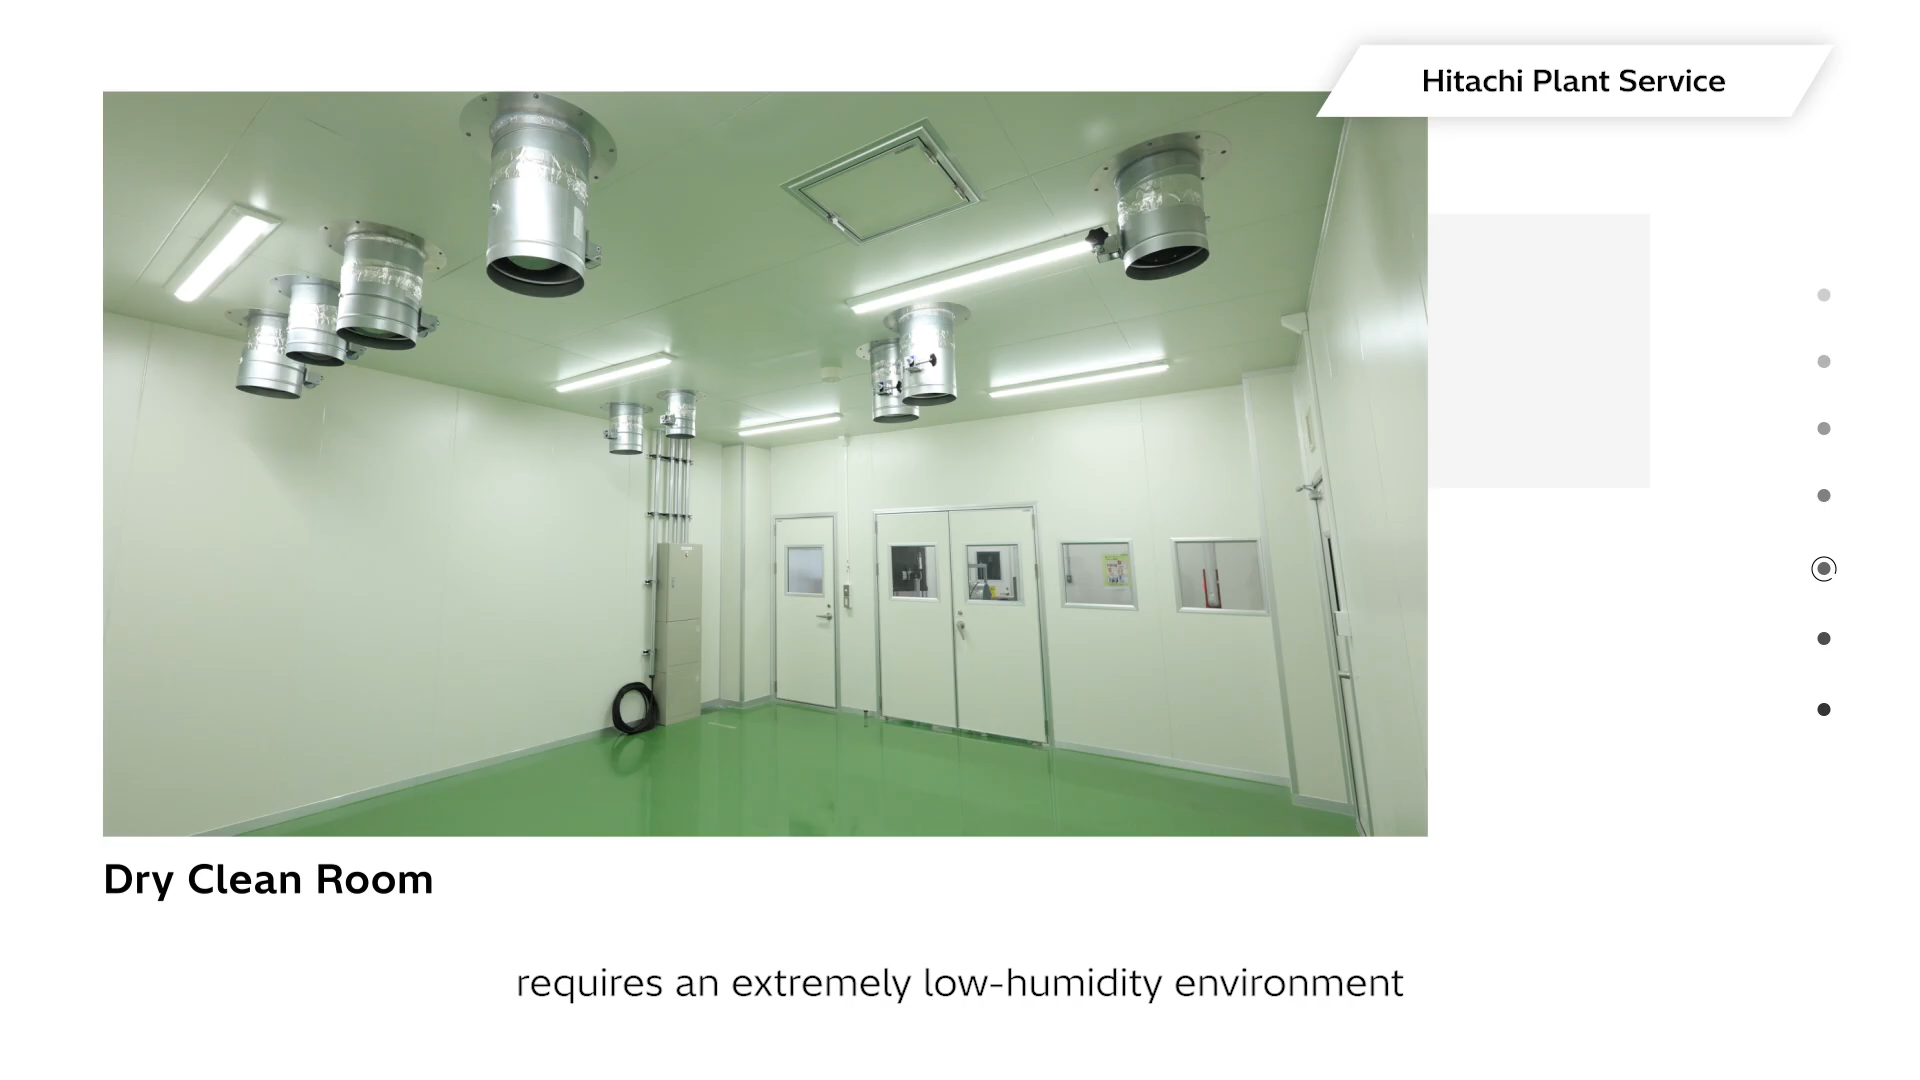 Hitachi Plant Service
Dry Clean Room
requires an extremely low-humidity environment